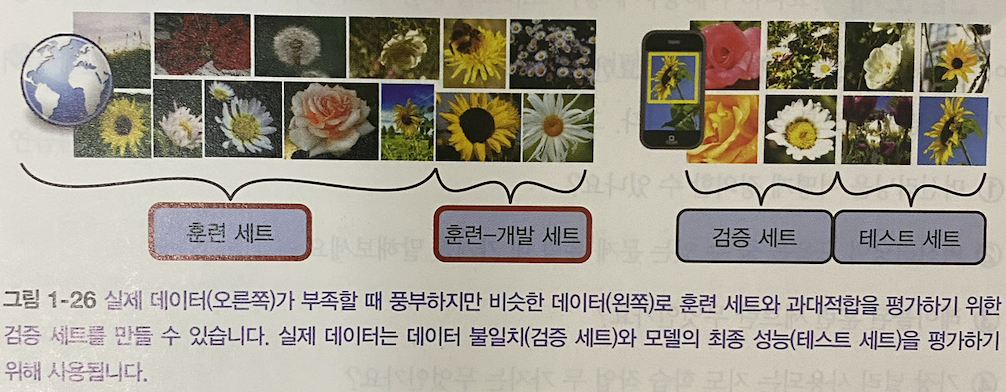 훈련 세트
훈련-개발 세트
검증 세트
테스트 세트
그림 1-26 실제 데이터(오른쪽)가 부족할 때 풍부하지만 비슷한 데이터(왼쪽)로 훈련 세트와 과대적합을 평가하기 위한
검증 세트를 만들 수 있습니다. 실제 데이터는 데이터 불일치(검증 세트)와 모델의 최종 성능(테스트 세트)을 평가하기
위해 사용됩니다.